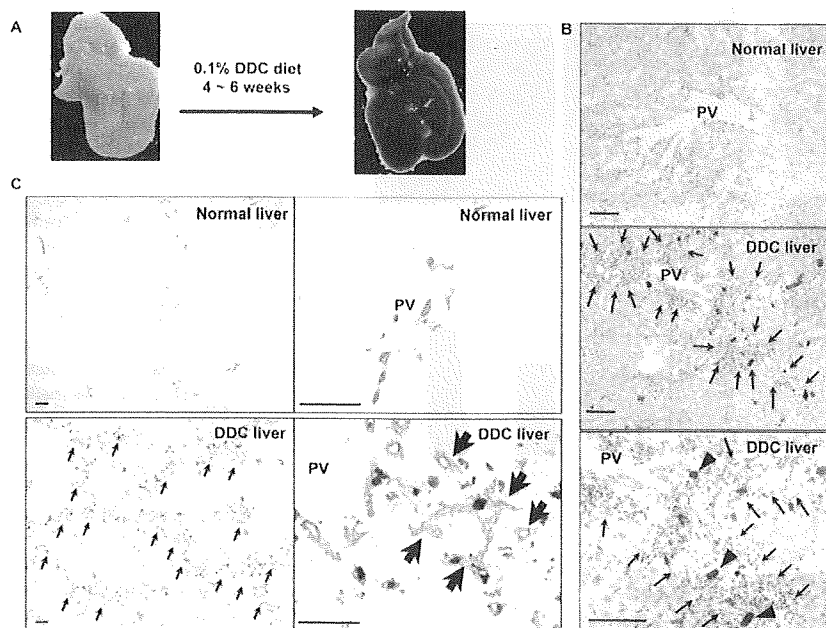 A
0.1% DDC diet
4 ~ 6 weeks
B
Normal liver
PV
DDC liver
PV
DDC liver
PV
C
Normal liver
Normal liver
PV
DDC liver
DDC liver
PV